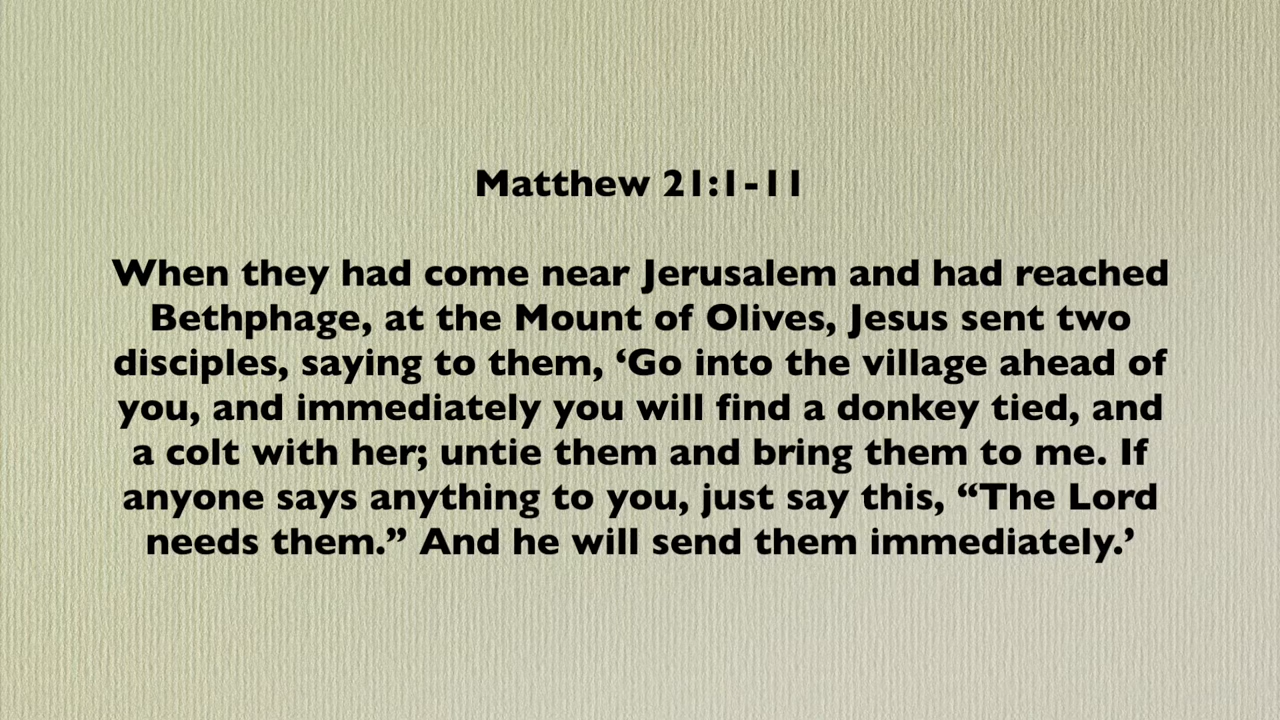 Matthew 21:1-11
When they had come near Jerusalem and had reached
Bethphage, at the Mount of Olives, Jesus sent two
disciples, saying to them, ‘Go into the village ahead of
you, and immediately you will find a donkey tied, and
a colt with her; untie them and bring them to me. If
anyone says anything to you, just say this, “The Lord
needs them.” And he will send them immediately.’